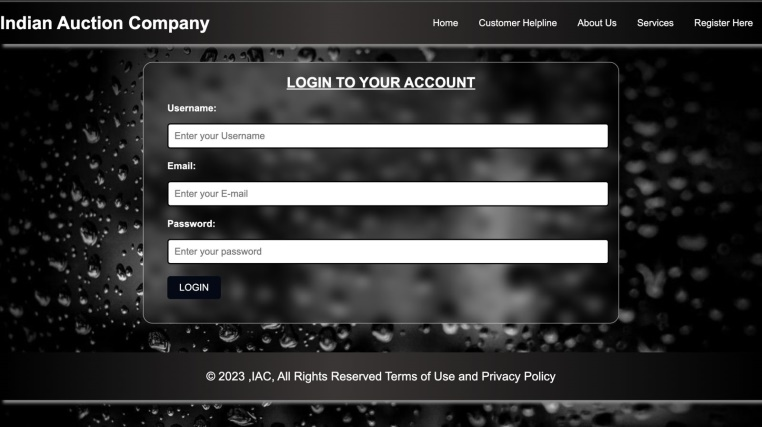 Indian Auction Company
Home Customer Helpline About Us Services Register Here
LOGIN TO YOUR ACCOUNT
Username:
Enter your Username
Email:
Enter your E-mail
Password:
Enter your password
LOGIN
© 2023 ,IAC, All Rights Reserved Terms of Use and Privacy Policy